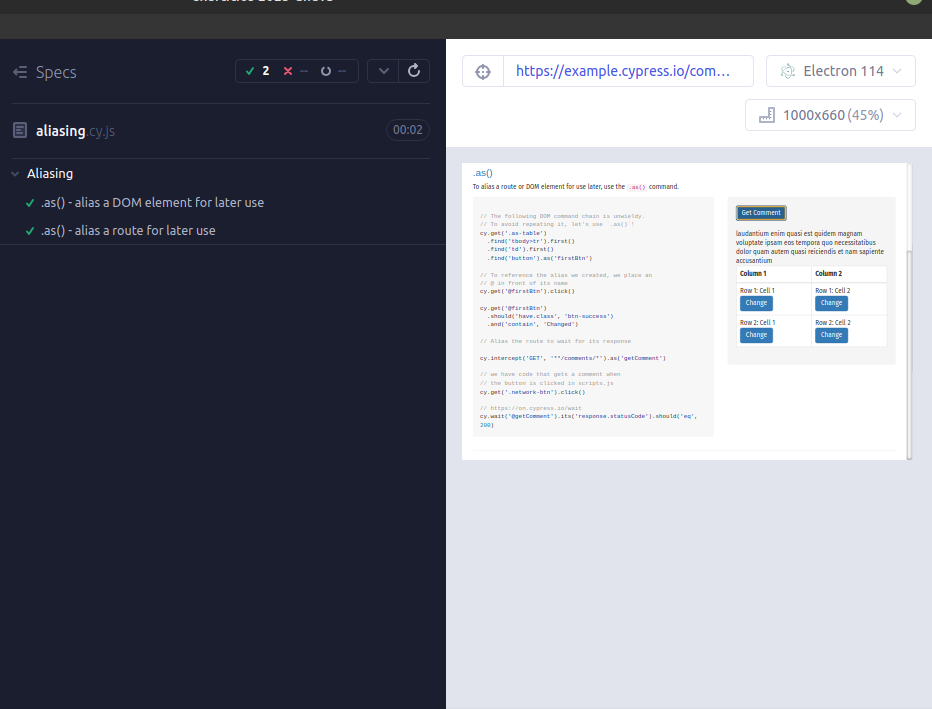 Specs
2
--
--
aliasing.cy.js
00:02
Aliasing
.as() - alias a DOM element for later use
.as() - alias a route for later use
https://example.cypress.io/com...
Electron 114
1000x660 (45%)
.as()
To alias a route or DOM element for use later, use the .as() command.
// The following DOM command chain is unwieldy.
// To avoid repeating it, let's use `.as()`!
cy.get('.as-table')
.find('tbody>tr').first()
.find('td').first()
.find('button').as('firstBtn')
// To reference the alias we created, we place an
// @ in front of its name
cy.get('@firstBtn').click()
cy.get('@firstBtn')
.should('have.class', 'btn-success')
.and('contain', 'Changed')
// Alias the route to wait for its response
cy.intercept('GET', '**/comments/*').as('getComment')
// we have code that gets a comment when
// the button is clicked in scripts.js
cy.get('.network-btn').click()
// https://on.cypress.io/wait
cy.wait('@getComment').its('response.statusCode').should('eq',
200)
Get Comment
laudantium enim quasi est quidem magnam
voluptate ipsam eos tempora quo necessitatibus
dolor quam autem quasi reiciendis et nam sapiente
accusantium
Column 1 Column 2
Row 1: Cell 1 Row 1: Cell 2
Change Change
Row 2: Cell 1 Row 2: Cell 2
Change Change